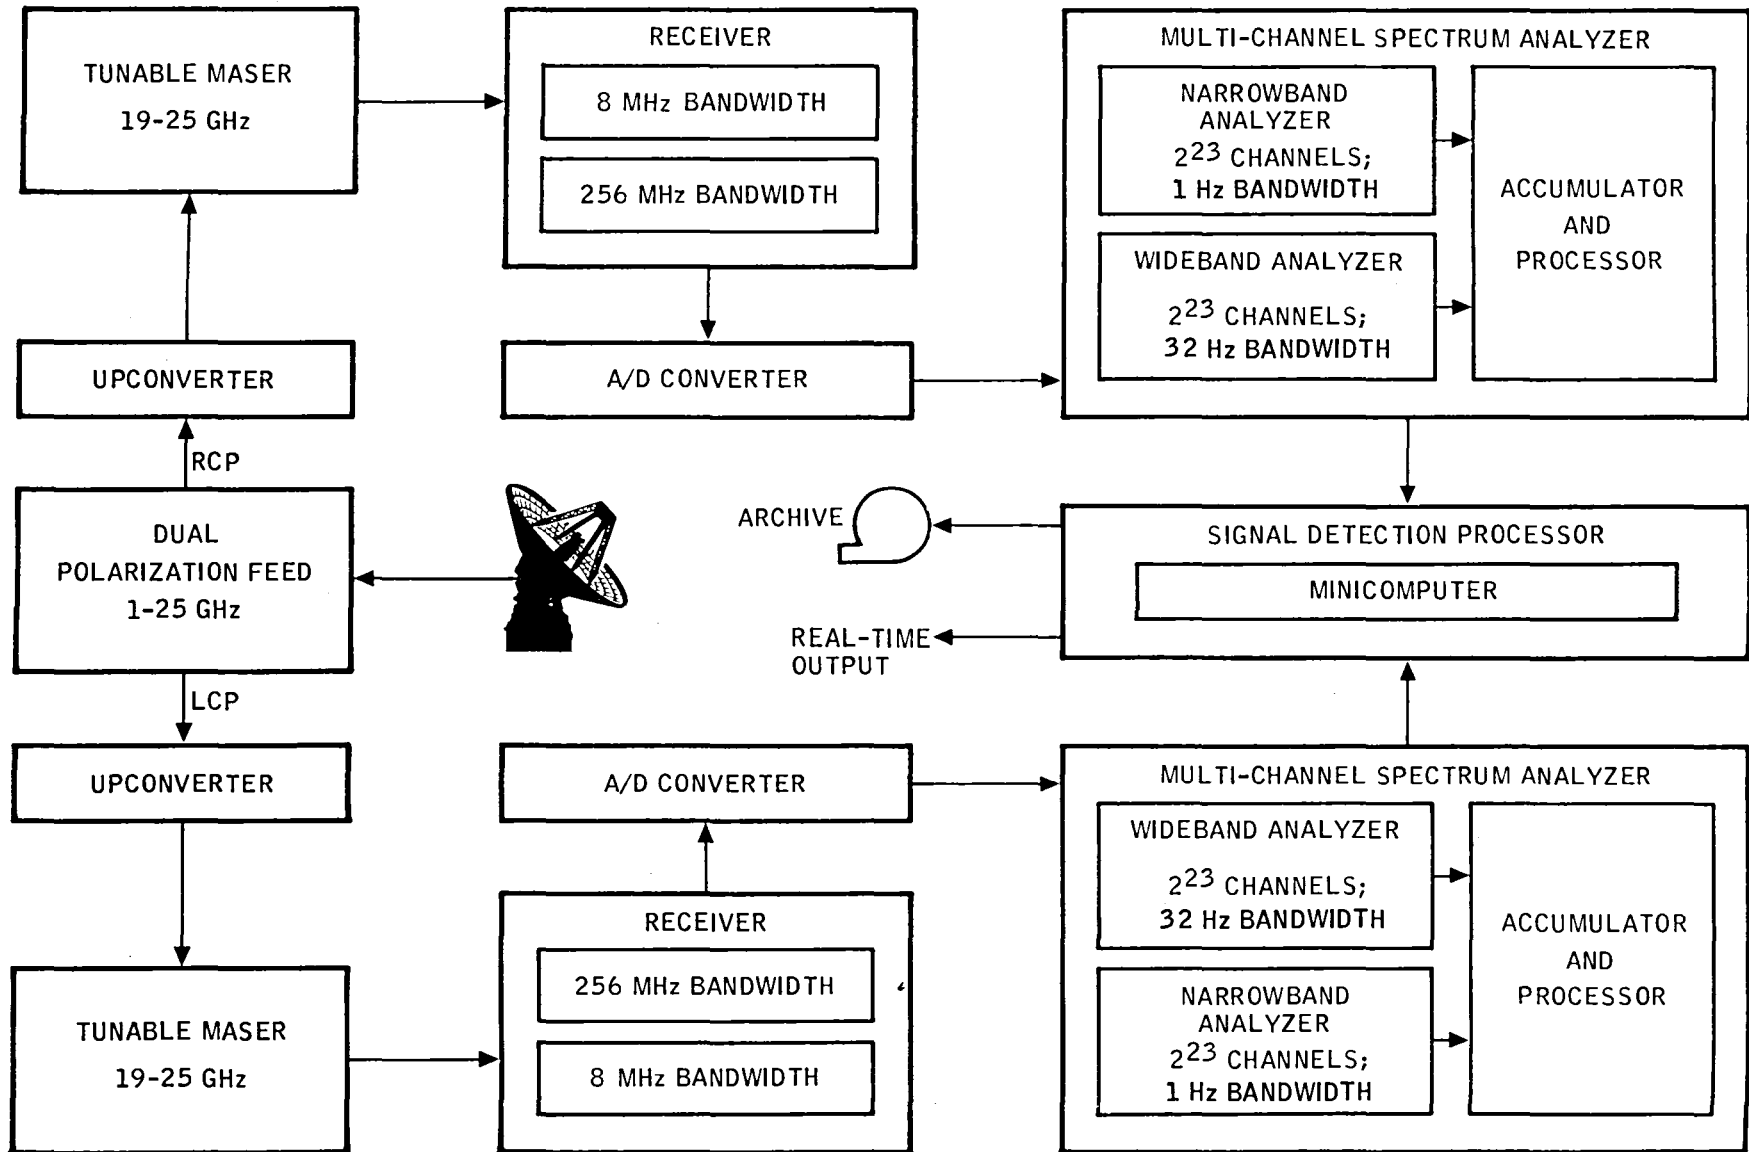 TUNABLE MASER
19-25 GHz
RECEIVER
8 MHz BANDWIDTH
256 MHz BANDWIDTH
MULTI-CHANNEL SPECTRUM ANALYZER
NARROWBAND
ANALYZER
2²³ CHANNELS;
1 Hz BANDWIDTH
WIDEBAND ANALYZER
2²³ CHANNELS;
32 Hz BANDWIDTH
ACCUMULATOR
AND
PROCESSOR
UPCONVERTER
A/D CONVERTER
RCP
DUAL
POLARIZATION FEED
1-25 GHz
LCP
ARCHIVE
REAL-TIME
OUTPUT
SIGNAL DETECTION PROCESSOR
MINICOMPUTER
UPCONVERTER
A/D CONVERTER
MULTI-CHANNEL SPECTRUM ANALYZER
WIDEBAND ANALYZER
2²³ CHANNELS;
32 Hz BANDWIDTH
NARROWBAND
ANALYZER
2²³ CHANNELS;
1 Hz BANDWIDTH
ACCUMULATOR
AND
PROCESSOR
RECEIVER
256 MHz BANDWIDTH
8 MHz BANDWIDTH
TUNABLE MASER
19-25 GHz